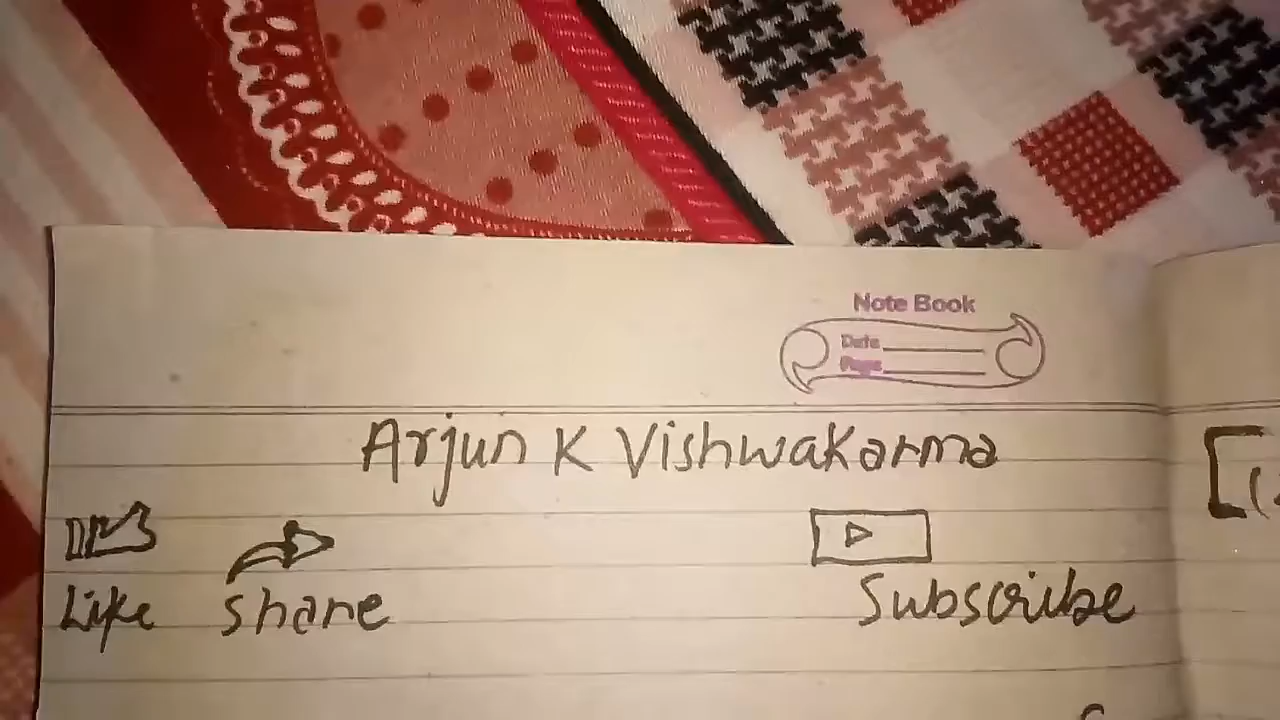 Note Book
Date
Page
Arjun K Vishwakarma
Like share
Subscribe